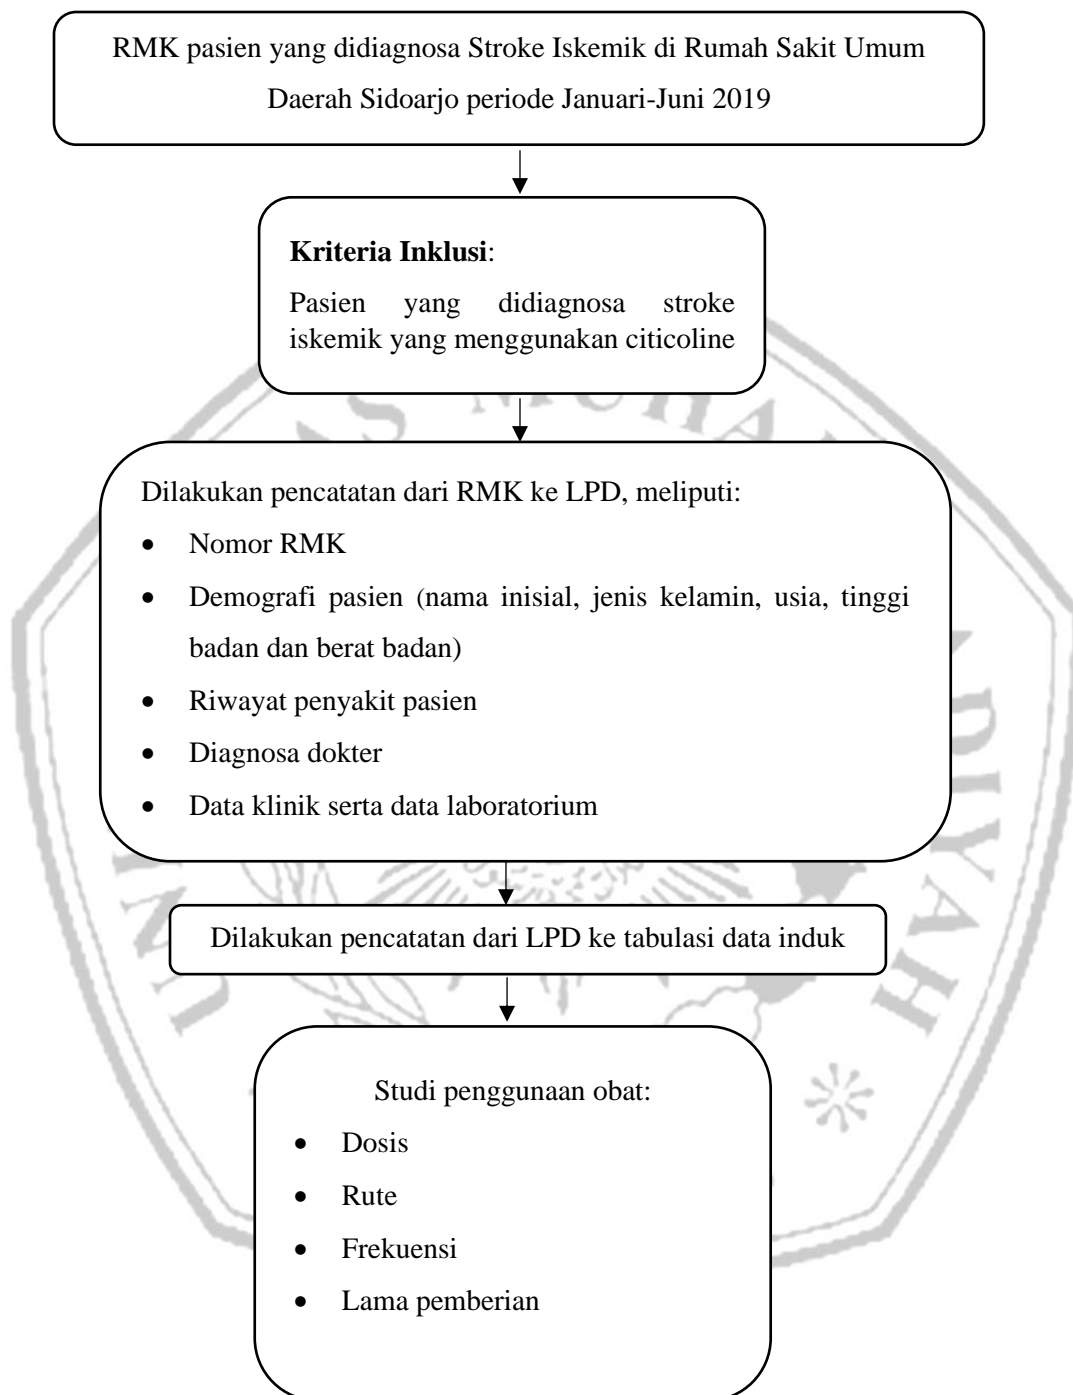 RMK pasien yang didiagnosa Stroke Iskemik di Rumah Sakit Umum
Daerah Sidoarjo periode Januari-Juni 2019
Kriteria Inklusi:
Pasien yang didiagnosa stroke
iskemik yang menggunakan citicoline
Dilakukan pencatatan dari RMK ke LPD, meliputi:
• Nomor RMK
• Demografi pasien (nama inisial, jenis kelamin, usia, tinggi
badan dan berat badan)
• Riwayat penyakit pasien
• Diagnosa dokter
• Data klinik serta data laboratorium
Dilakukan pencatatan dari LPD ke tabulasi data induk
Studi penggunaan obat:
• Dosis
• Rute
• Frekuensi
• Lama pemberian